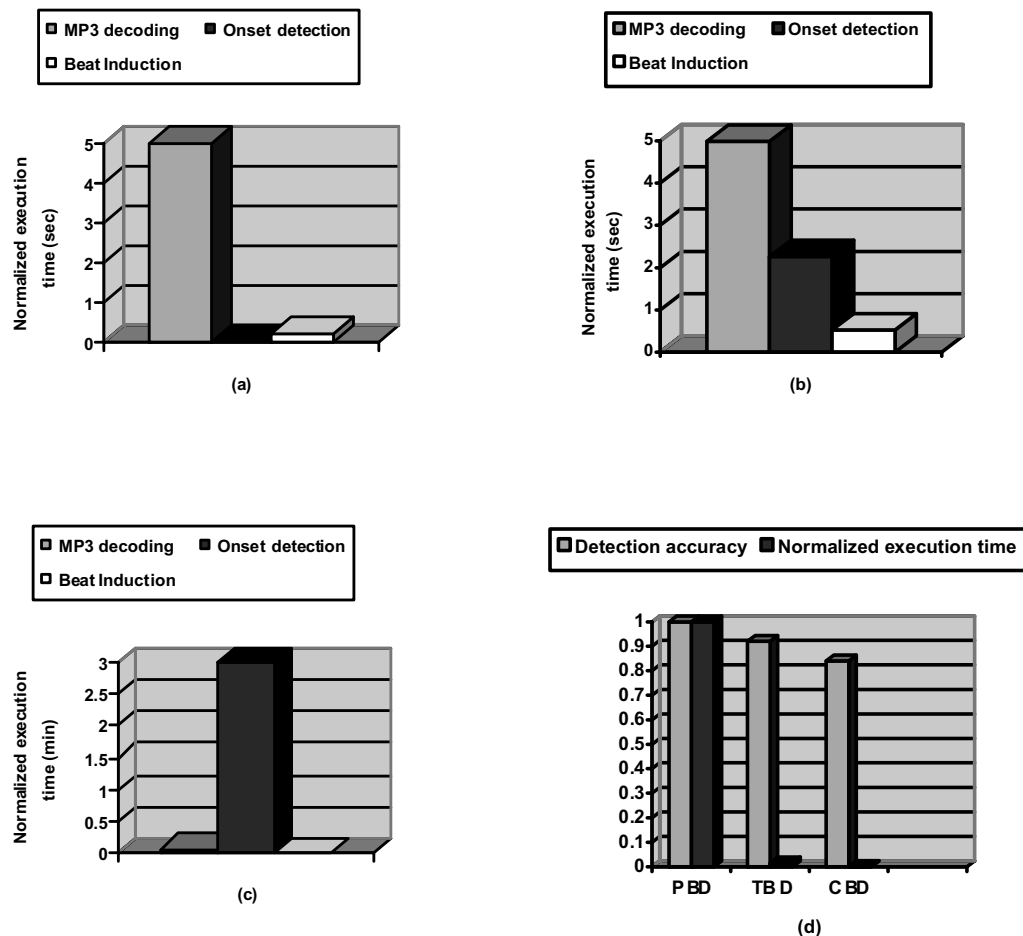 MP3 decoding Onset detection
Beat Induction
Normalized execution
time (sec)
5
4
3
2
1
0
(a)
MP3 decoding Onset detection
Beat Induction
Normalized execution
time (sec)
5
4
3
2
1
0
(b)
MP3 decoding Onset detection
Beat Induction
Normalized execution
time (min)
3
2.5
2
1.5
1
0.5
0
(c)
Detection accuracy Normalized execution time
1
0.9
0.8
0.7
0.6
0.5
0.4
0.3
0.2
0.1
0
PBD TBD CBD
(d)